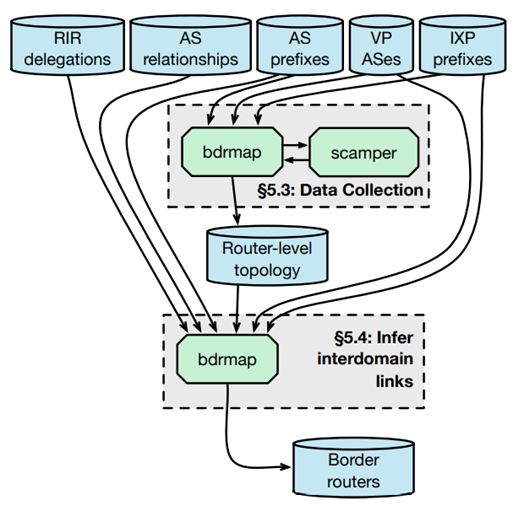 RIR
delegations
AS
relationships
AS
prefixes
VP
ASes
IXP
prefixes
bdrmap
scamper
§5.3: Data Collection
Router-level
topology
§5.4: Infer
interdomain
links
bdrmap
Border
routers